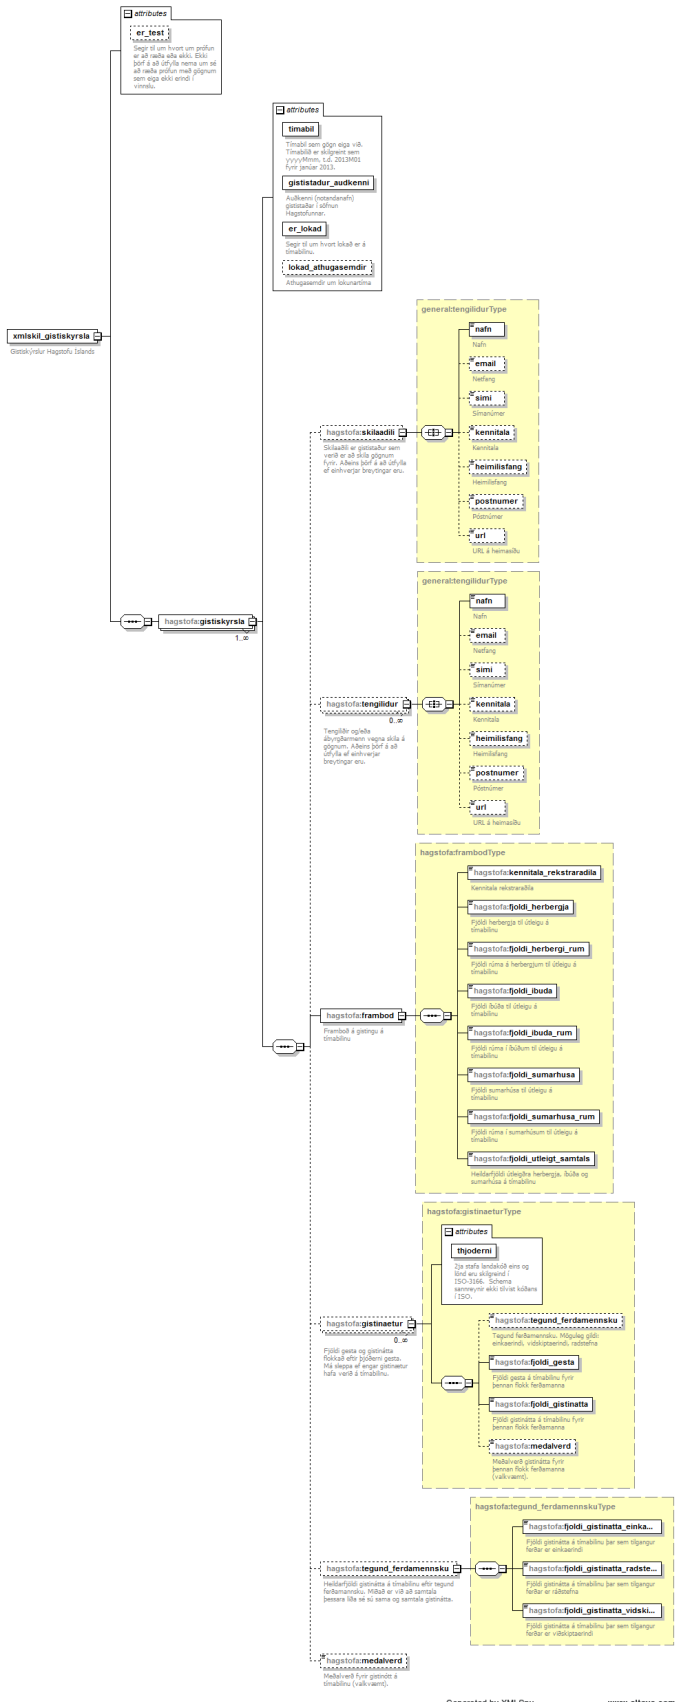 attributes
er_test
Segir til um hvort um prófun
er að ræða eða ekki. Ekki
þörf á að útfylla nema um sé
að ræða prófun með gögnum
sem eiga ekki erindi í
vinnslu.
attributes
timabil
Tímabil sem gögn eiga við.
Tímabilið er skilgreint sem
yyyyMmm, t.d. 2013M01
fyrir janúar 2013.
gististadur_audkenni
Auðkenni (notandanafn)
gististaðar í söfnun
Hagstofunnar.
er_lokad
Segir til um hvort lokað er á
tímabilinu.
lokad_athugasemdir
Athugasemdir um lokunartíma
xmlskil_gistiskyrsla
Gistiskýrslur Hagstofu Íslands
general:tengilidurType
nafn
Nafn
email
Netfang
simi
Símanúmer
hagstofa:skilaadili
Skilaaðili er gististaður sem
verið er að skila gögnum
fyrir. Aðeins þörf á að útfylla
ef einhverjar breytingar eru.
kennitala
Kennitala
heimilisfang
Heimilisfang
postnumer
Póstnúmer
url
URL á heimasíðu
hagstofa:gistiskyrsla
1..∞
general:tengilidurType
nafn
Nafn
email
Netfang
simi
Símanúmer
hagstofa:tengilidur
0..∞
Tengiliðir og/eða
ábyrgðarmenn vegna skila á
gögnum. Aðeins þörf á að
útfylla ef einhverjar
breytingar eru.
kennitala
Kennitala
heimilisfang
Heimilisfang
postnumer
Póstnúmer
url
URL á heimasíðu
hagstofa:frambodType
hagstofa:kennitala_rekstraradila
Kennitala rekstraraðila
hagstofa:fjoldi_herbergja
Fjöldi herbergja til útleigu á
tímabilinu
hagstofa:fjoldi_herbergi_rum
Fjöldi rúma á herbergjum til útleigu á
tímabilinu
hagstofa:fjoldi_ibuda
Fjöldi íbúða til útleigu á
tímabilinu
hagstofa:frambod
Framboð á gistingu á
tímabilinu
hagstofa:fjoldi_ibuda_rum
Fjöldi rúma í íbúðum til útleigu á
tímabilinu
hagstofa:fjoldi_sumarhusa
Fjöldi sumarhúsa til útleigu á
tímabilinu
hagstofa:fjoldi_sumarhusa_rum
Fjöldi rúma í sumarhúsum til útleigu á
tímabilinu
hagstofa:fjoldi_utleigt_samtals
Heildarfjöldi útleigðra herbergja, íbúða og
sumarhúsa á tímabilinu
hagstofa:gistinaeturType
attributes
thjoderni
2ja stafa landakóð eins og
lönd eru skilgreind í
ISO-3166. Schema
sannreynir ekki tilvist kóðans
í ISO.
hagstofa:gistinaetur
0..∞
Fjöldi gesta og gistinátta
flokkað eftir þjóðerni gesta.
Má sleppa ef engar gistinætur
hafa verið á tímabilinu.
hagstofa:tegund_ferdamennsku
Tegund ferðamennsku. Möguleg gildi:
einkaerindi, vidskiptaerindi, radstefna
hagstofa:fjoldi_gesta
Fjöldi gesta á tímabilinu fyrir
þennan flokk ferðamanna
hagstofa:fjoldi_gistinatta
Fjöldi gistinátta á tímabilinu fyrir
þennan flokk ferðamanna
hagstofa:medalverd
Meðalverð gistinátta fyrir
þennan flokk ferðamanna
(valkvæmt).
hagstofa:tegund_ferdamennskuType
hagstofa:fjoldi_gistinatta_einka...
Fjöldi gistinátta á tímabilinu þar sem tilgangur
ferðar er einkaerindi
hagstofa:tegund_ferdamennsku
Heildarfjöldi gistinátta á tímabilinu eftir tegund
ferðamannsku. Miðað er við að samtala
þessara liða sé sú sama og samtala gistinátta.
hagstofa:fjoldi_gistinatta_radste...
Fjöldi gistinátta á tímabilinu þar sem tilgangur
ferðar er ráðstefna
hagstofa:fjoldi_gistinatta_vidski...
Fjöldi gistinátta á tímabilinu þar sem tilgangur
ferðar er viðskiptaerindi
hagstofa:medalverd
Meðalverð fyrir gistinótt á
tímabilinu (valkvæmt).